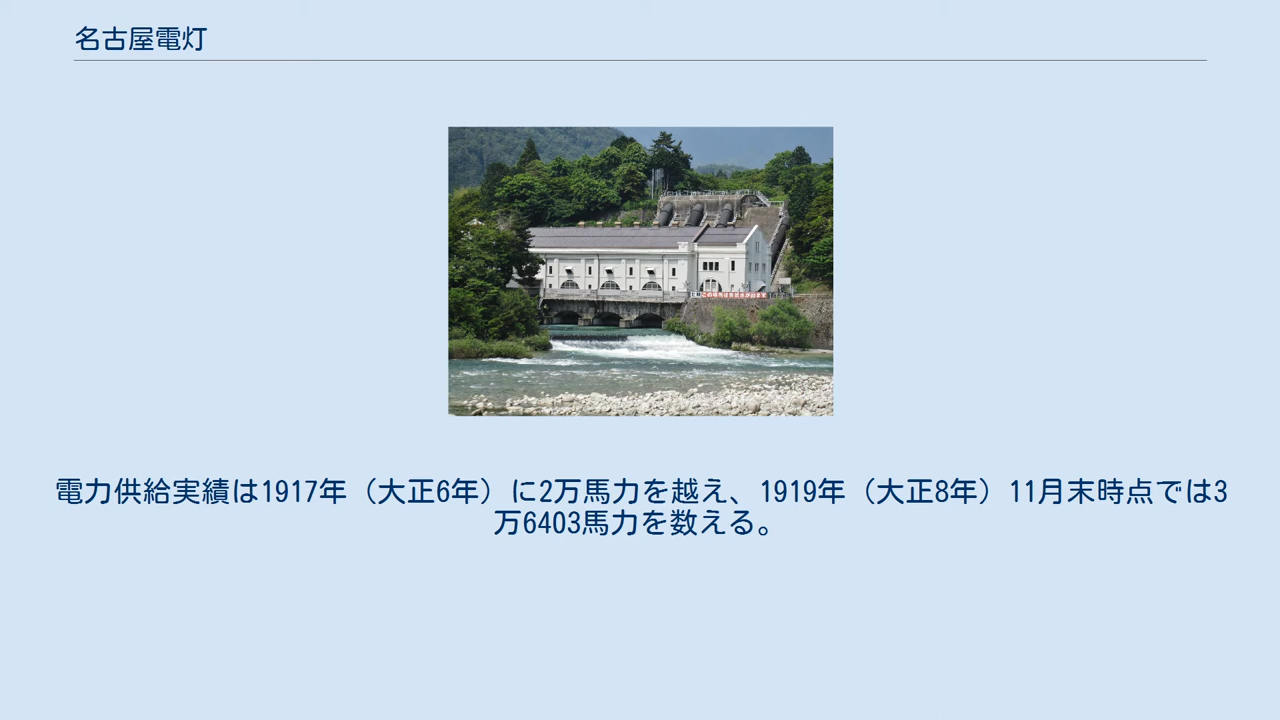 名古屋電灯
電力供給実績は1917年（大正6年）に2万馬力を越え、1919年（大正8年）11月末時点では3
万6403馬力を数える。